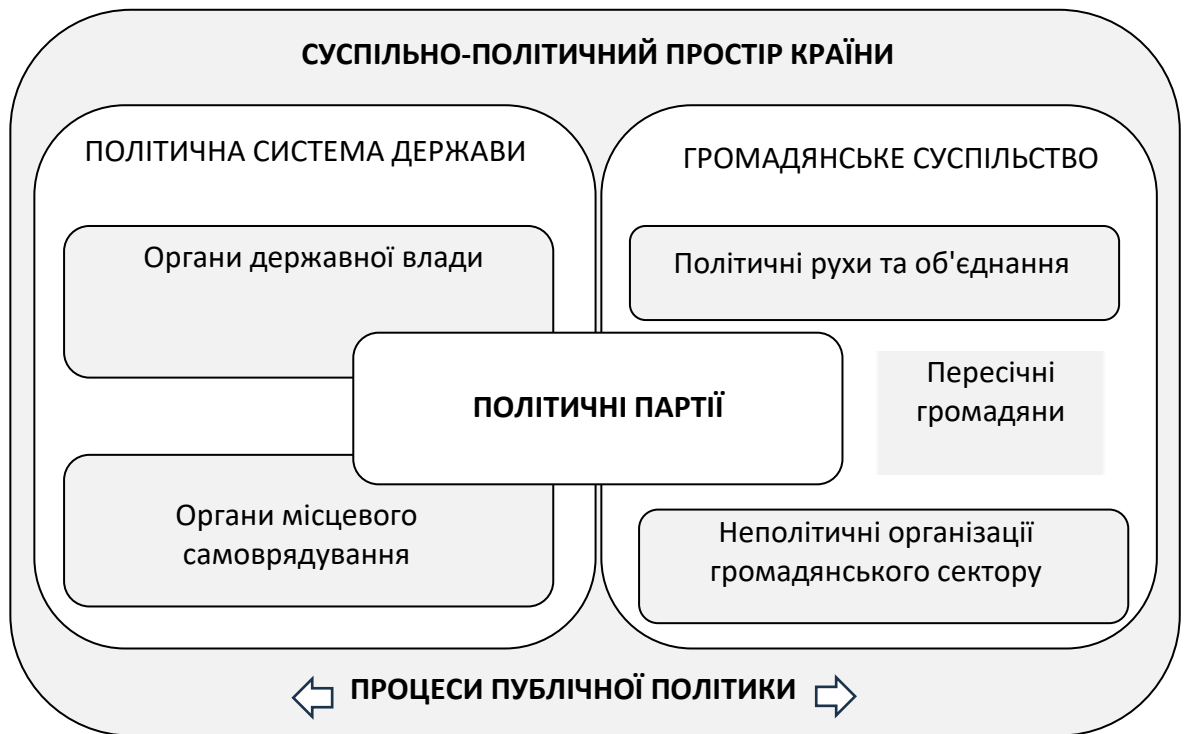 СУСПІЛЬНО-ПОЛІТИЧНИЙ ПРОСТІР КРАЇНИ
ПОЛІТИЧНА СИСТЕМА ДЕРЖАВИ
ГРОМАДЯНСЬКЕ СУСПІЛЬСТВО
Органи державної влади
Політичні рухи та об'єднання
ПОЛІТИЧНІ ПАРТІЇ
Пересічні
громадяни
Органи місцевого
самоврядування
Неполітичні організації
громадянського сектору
ПРОЦЕСИ ПУБЛІЧНОЇ ПОЛІТИКИ